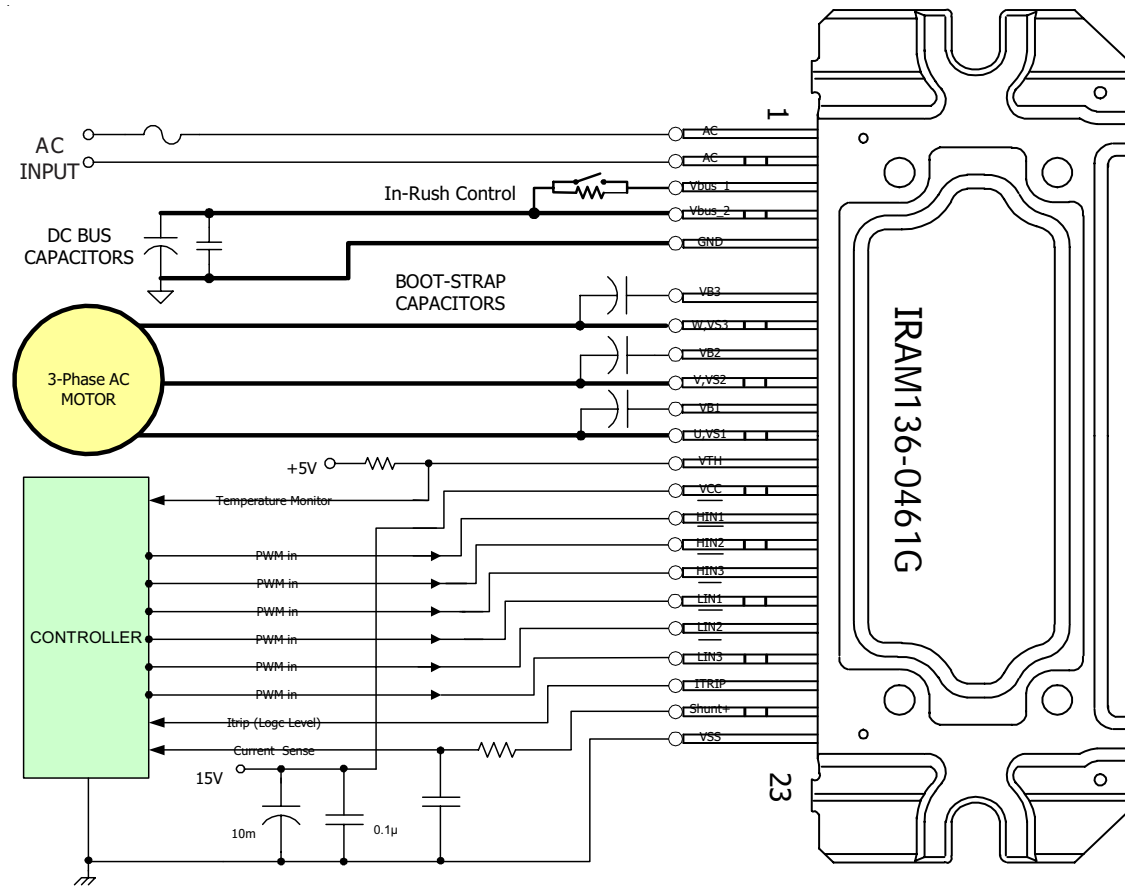 1
AC
INPUT
AC
AC
In-Rush Control
Vbus_1
Vbus_2
DC BUS
CAPACITORS
GND
BOOT-STRAP
CAPACITORS
VB3
W,VS3
VB2
V,VS2
VB1
U,VS1
3-Phase AC
MOTOR
IRAM136-0461G
+5V
VTH
Temperature Monitor
VCC
HIN1
HIN2
HIN3
LIN1
LIN2
LIN3
ITRIP
Shunt+
VSS
PWM in
PWM in
PWM in
PWM in
PWM in
PWM in
CONTROLLER
Itrip (Logc Level)
Current Sense
15V
10m
0.1µ
23